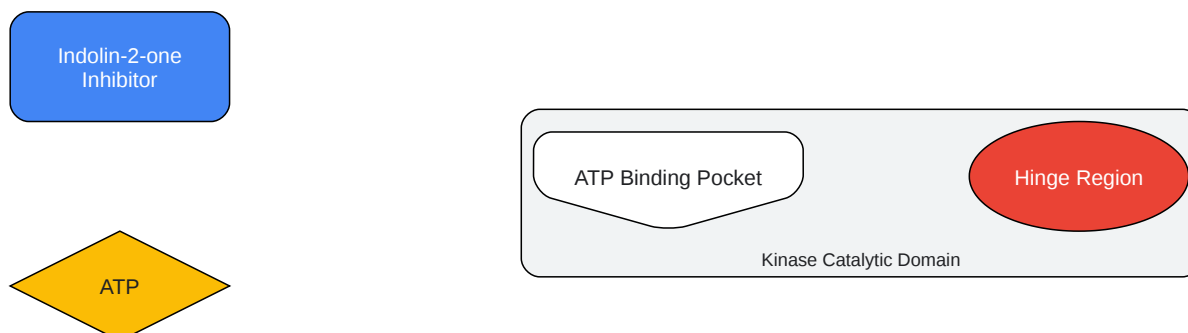 Indolin-2-one
Inhibitor
ATP Binding Pocket
Hinge Region
Kinase Catalytic Domain
ATP